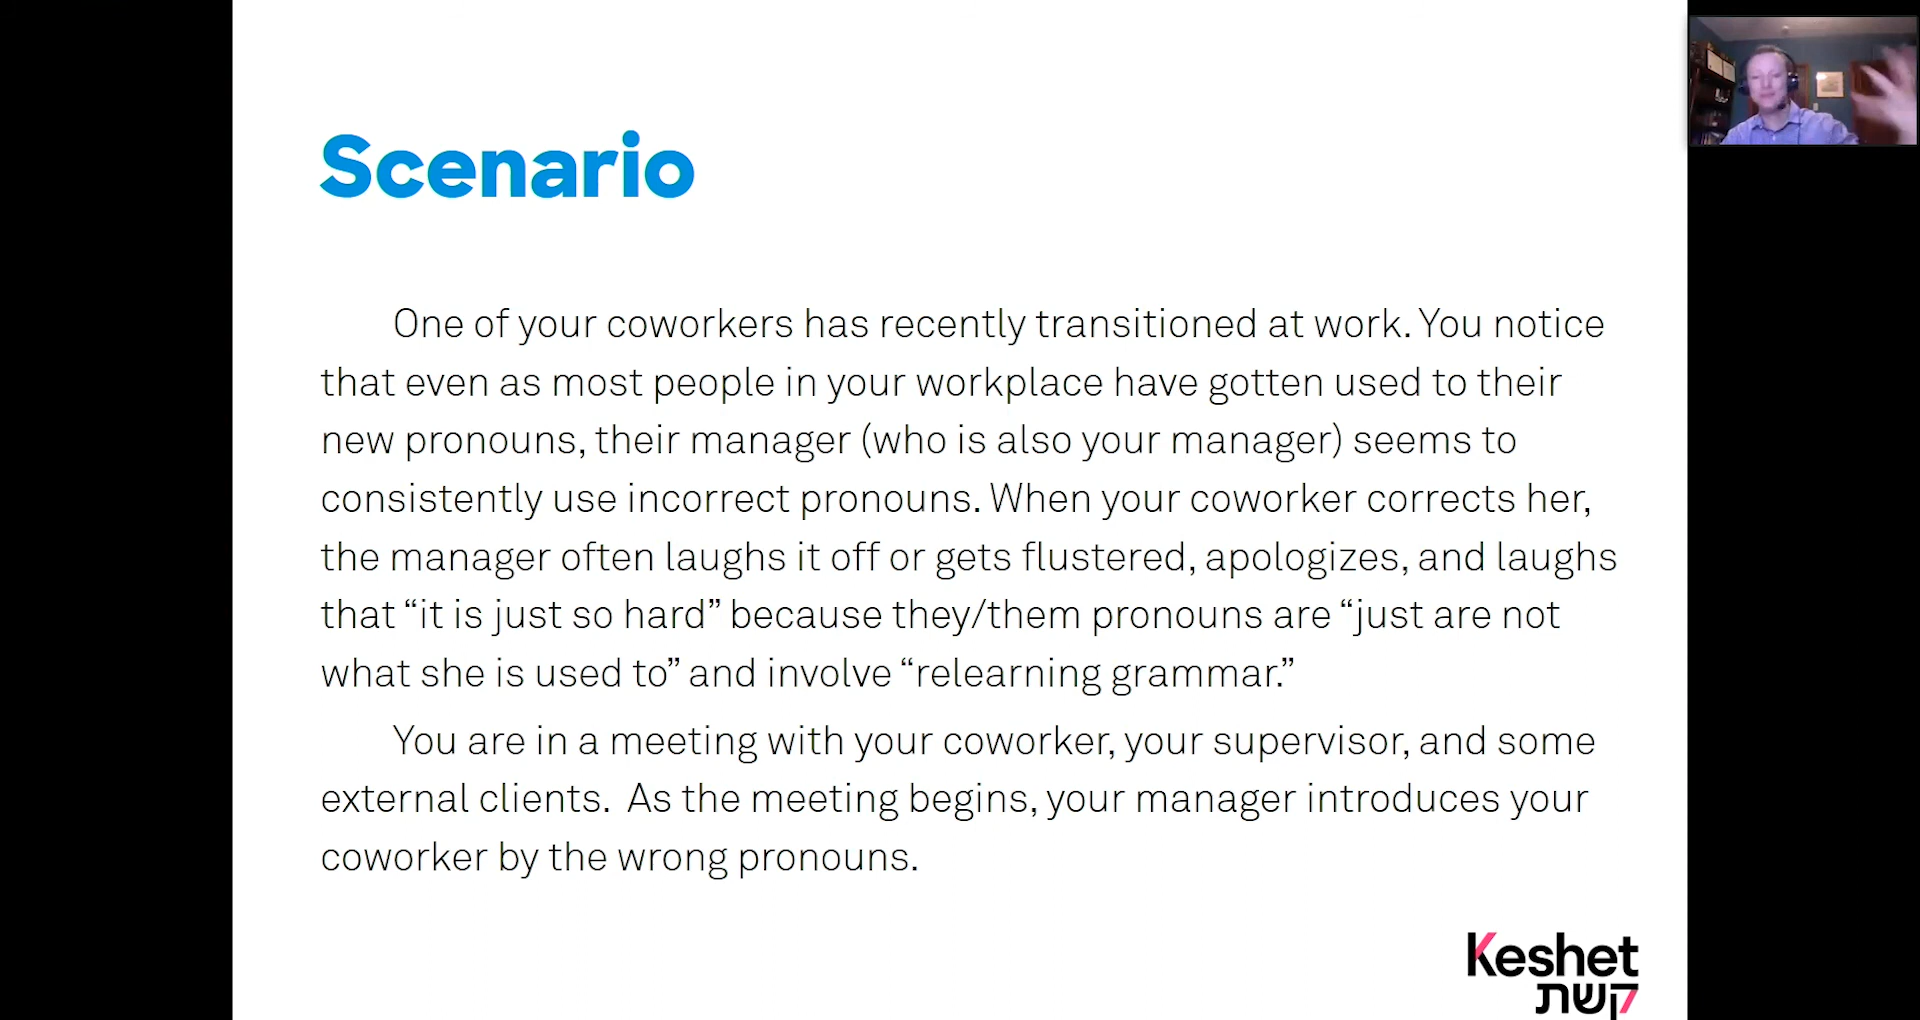 Scenario
One of your coworkers has recently transitioned at work. You notice
that even as most people in your workplace have gotten used to their
new pronouns, their manager (who is also your manager) seems to
consistently use incorrect pronouns. When your coworker corrects her,
the manager often laughs it off or gets flustered, apologizes, and laughs
that “it is just so hard” because they/them pronouns are “just are not
what she is used to” and involve “relearning grammar.”
You are in a meeting with your coworker, your supervisor, and some
external clients.  As the meeting begins, your manager introduces your
coworker by the wrong pronouns.
Keshet
קשת